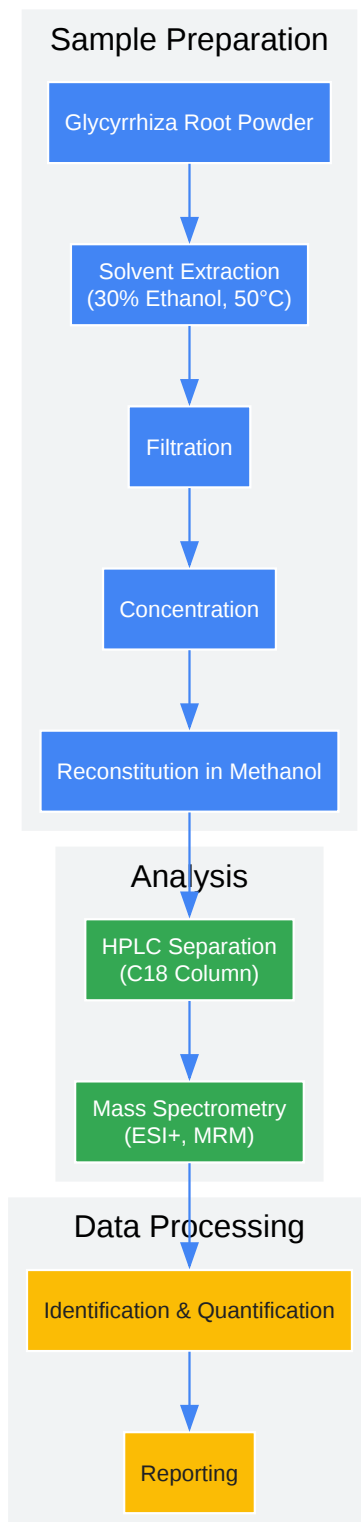 Sample Preparation
Glycyrrhiza Root Powder
Solvent Extraction
(30% Ethanol, 50°C)
Filtration
Concentration
Reconstitution in Methanol
Analysis
HPLC Separation
(C18 Column)
Mass Spectrometry
(ESI+, MRM)
Data Processing
Identification & Quantification
Reporting